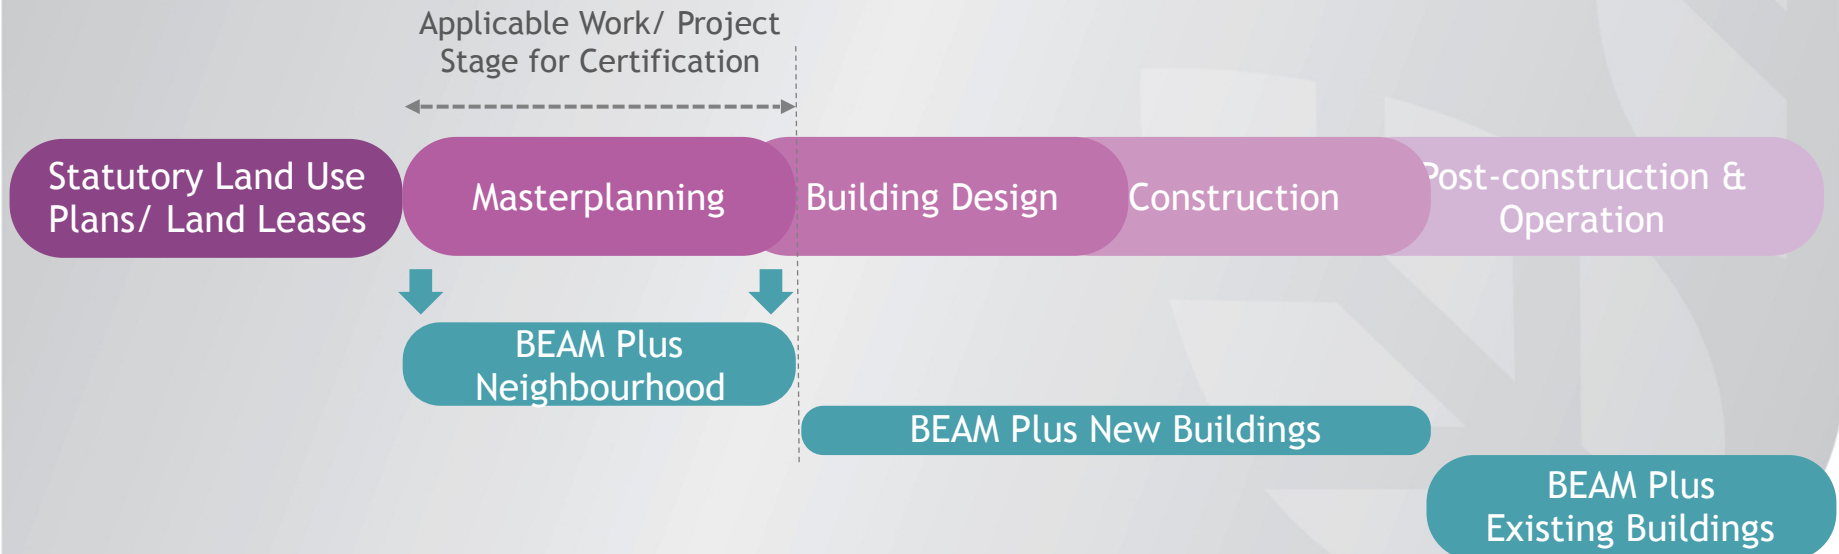 Applicable Work/ Project
Stage for Certification
Statutory Land Use
Plans/ Land Leases
Masterplanning
Building Design
Construction
Post-construction &
Operation
BEAM Plus
Neighbourhood
BEAM Plus New Buildings
BEAM Plus
Existing Buildings